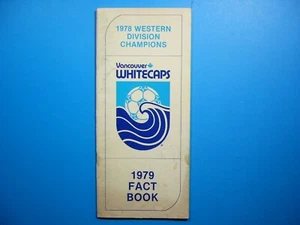 1978 WESTERN
DIVISION
CHAMPIONS
Vancouver
WHITECAPS
1979
FACT
BOOK